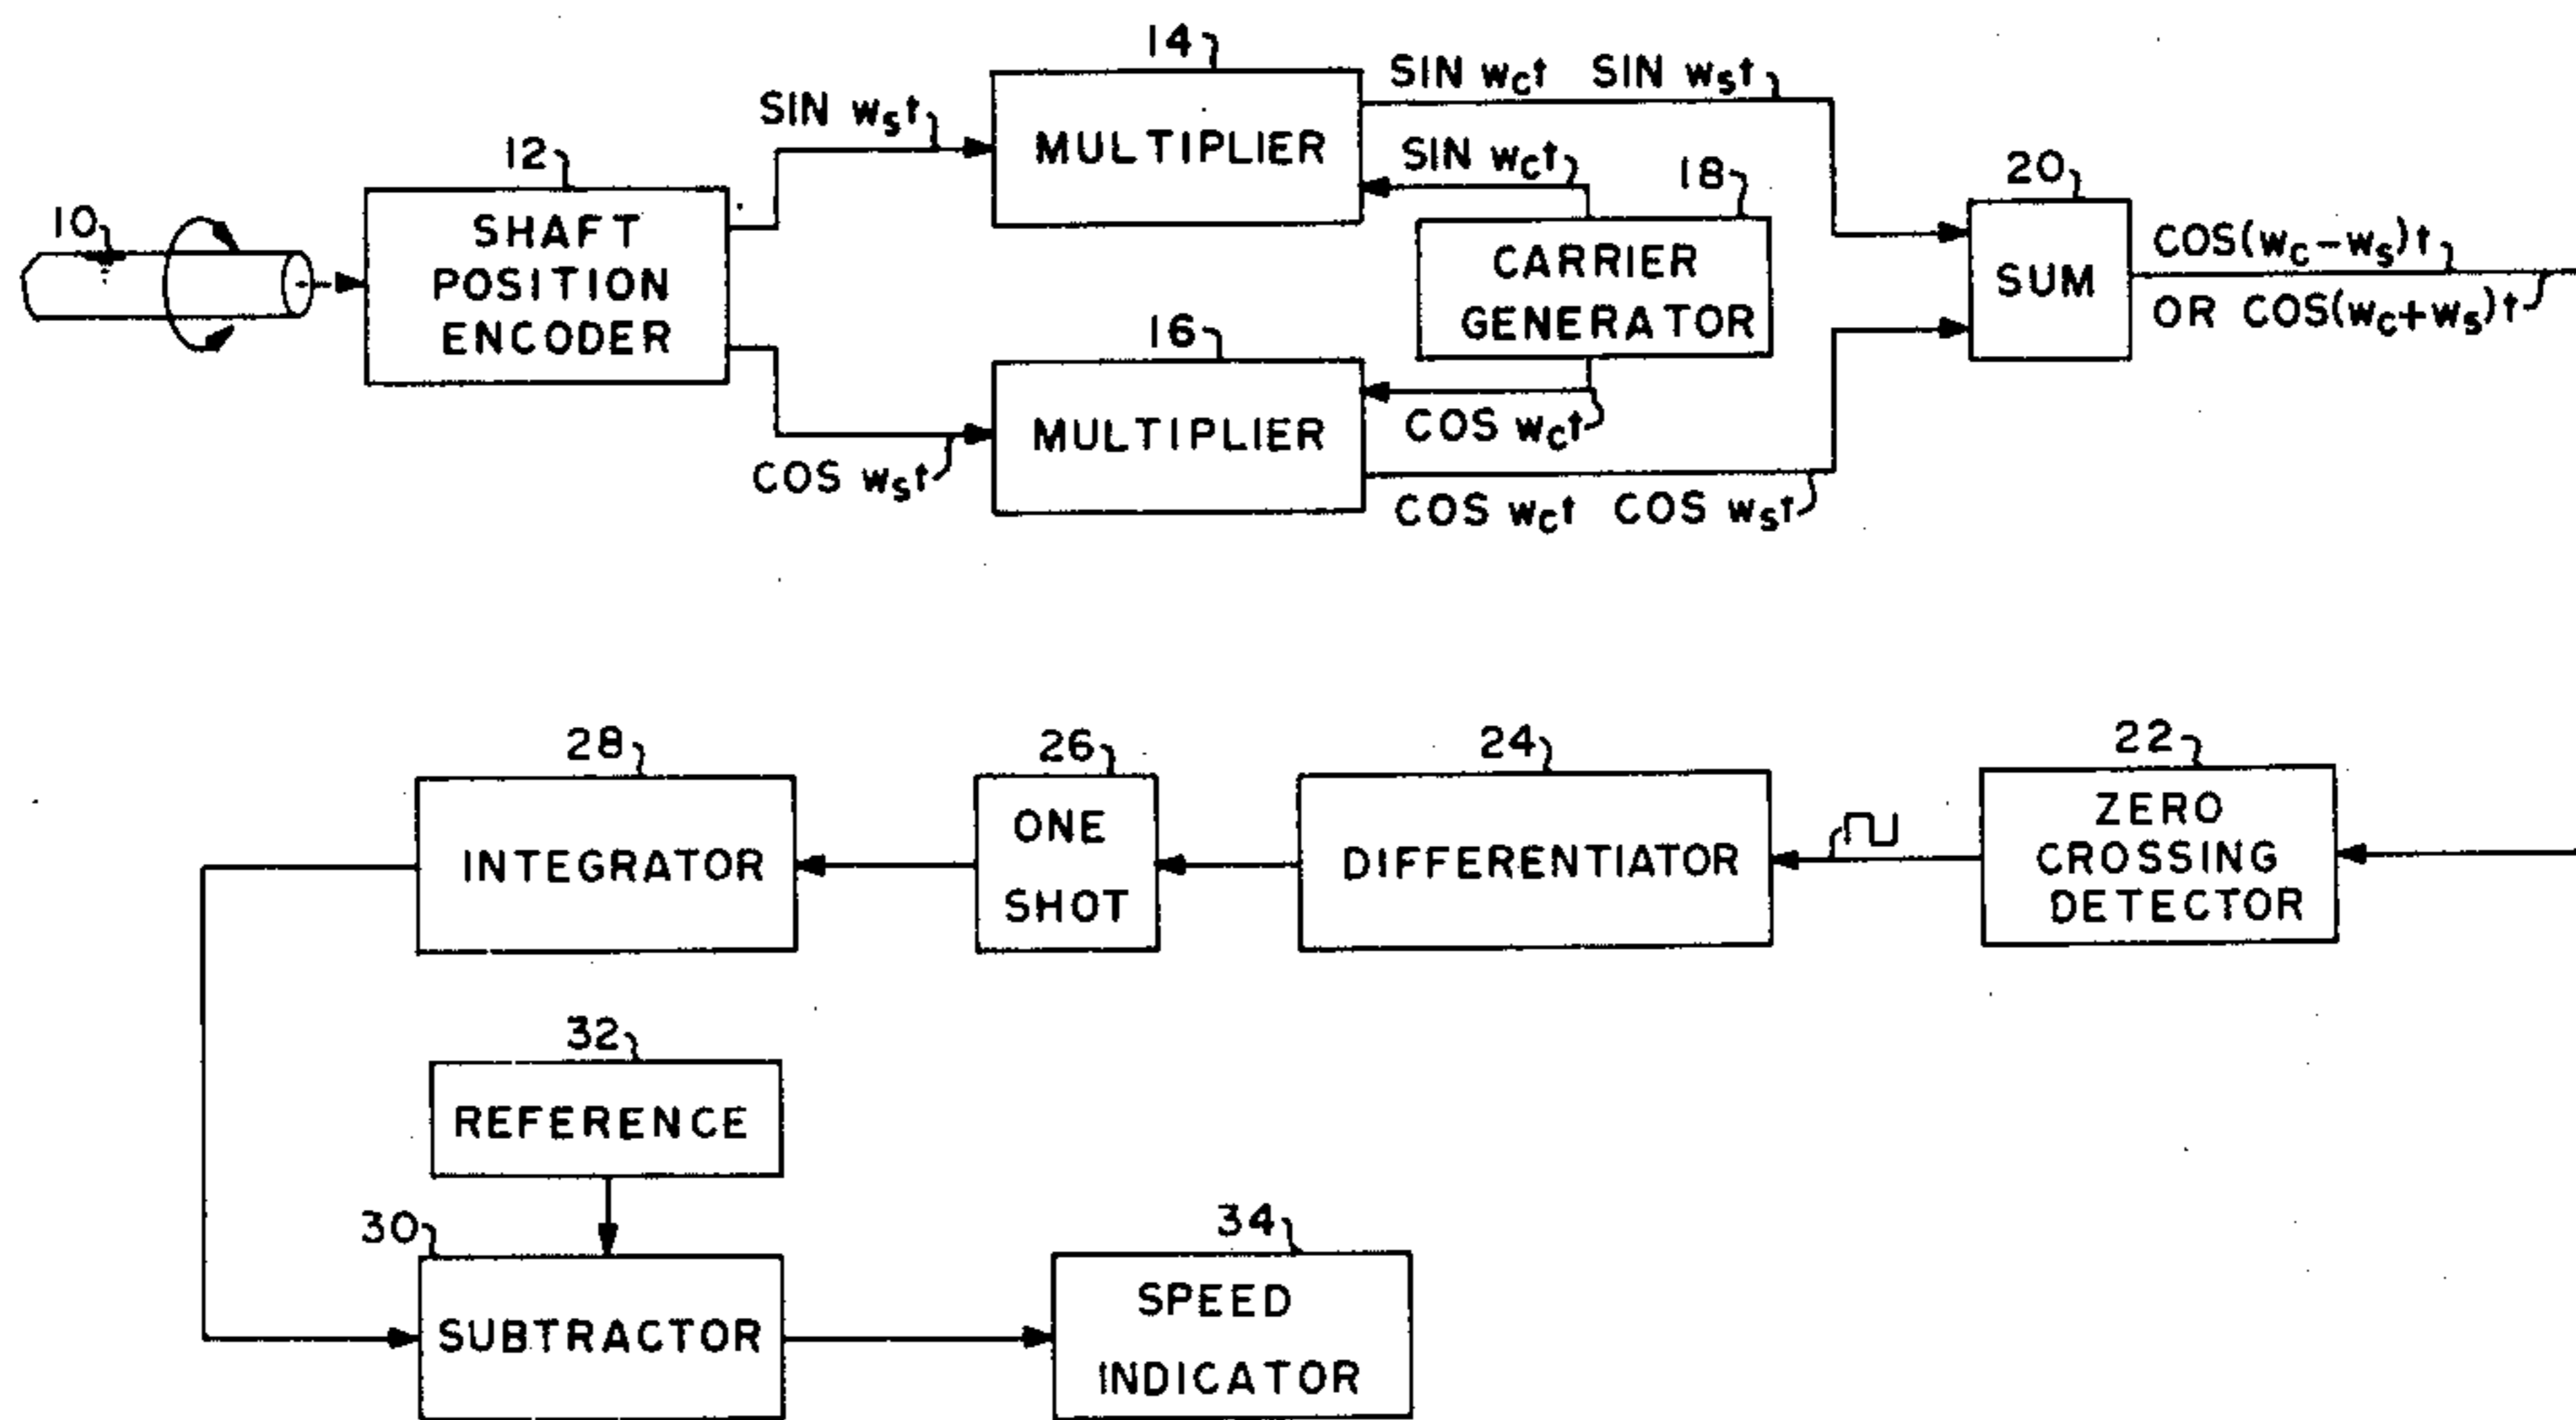 10
12
SHAFT
POSITION
ENCODER
SIN wst
COS wst
14
MULTIPLIER
16
MULTIPLIER
SIN wct SIN wst
SIN wct
18
CARRIER
GENERATOR
COS wct
COS wct COS wst
20
SUM
COS(wc-ws)t
OR COS(wc+ws)t
22
ZERO
CROSSING
DETECTOR
24
DIFFERENTIATOR
26
ONE
SHOT
28
INTEGRATOR
32
REFERENCE
30
SUBTRACTOR
34
SPEED
INDICATOR